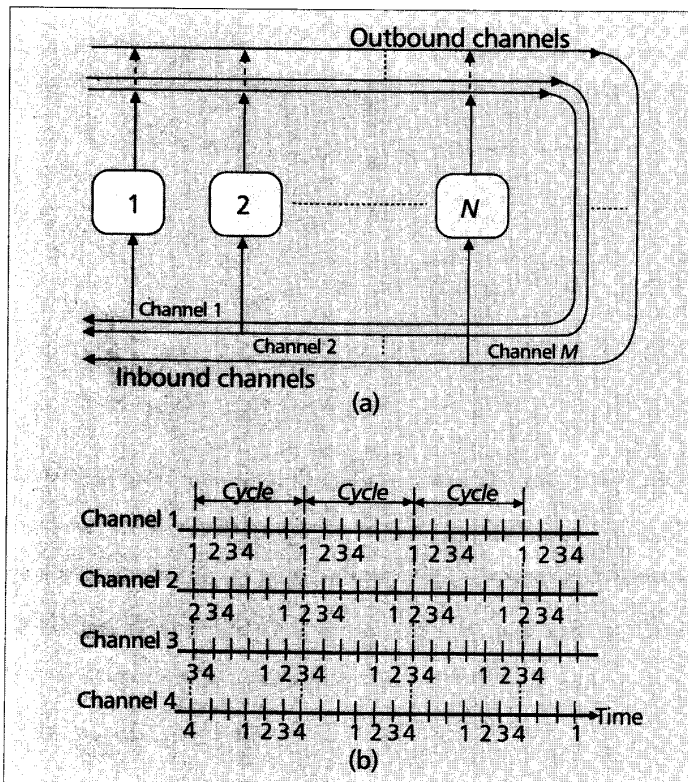 Outbound channels
1 2 N
Channel 1
Channel 2 Channel M
Inbound channels
(a)
Cycle Cycle Cycle
Channel 1
1 2 3 4 1 2 3 4 1 2 3 4 1 2 3 4
Channel 2
2 3 4 1 2 3 4 1 2 3 4 1 2 3 4
Channel 3
3 4 1 2 3 4 1 2 3 4 1 2 3 4
Channel 4 Time
4 1 2 3 4 1 2 3 4 1 2 3 4 1
(b)